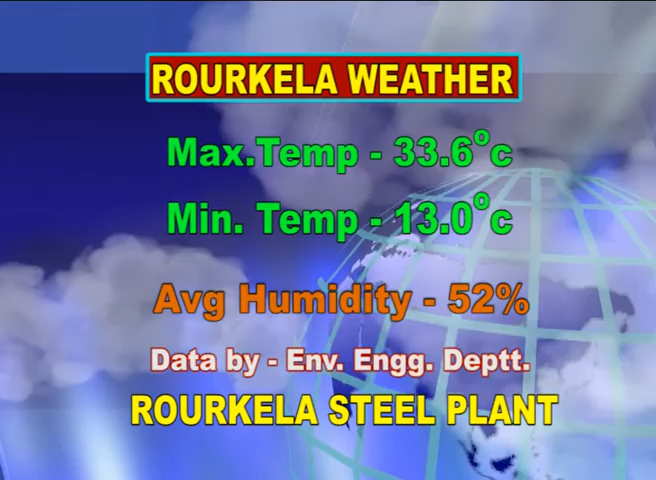 ROURKELA WEATHER
Max.Temp - 33.6°c
Min. Temp - 13.0°c
Avg Humidity - 52%
Data by - Env. Engg. Deptt.
ROURKELA STEEL PLANT